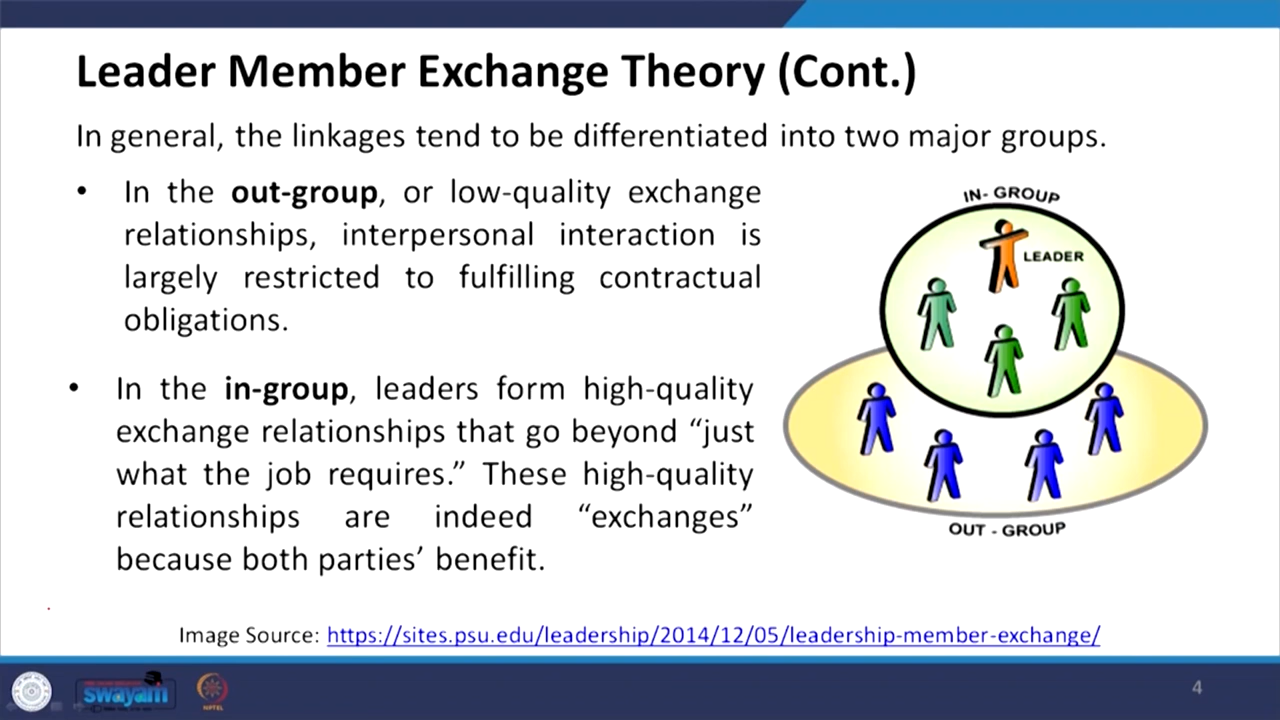 Leader Member Exchange Theory (Cont.)
In general, the linkages tend to be differentiated into two major groups.
• In the out-group, or low-quality exchange
relationships, interpersonal interaction is
largely restricted to fulfilling contractual
obligations.
• In the in-group, leaders form high-quality
exchange relationships that go beyond “just
what the job requires.” These high-quality
relationships are indeed “exchanges”
because both parties’ benefit.
IN- GROUP
LEADER
OUT - GROUP
Image Source: https://sites.psu.edu/leadership/2014/12/05/leadership-member-exchange/
swayam
NPTEL
4